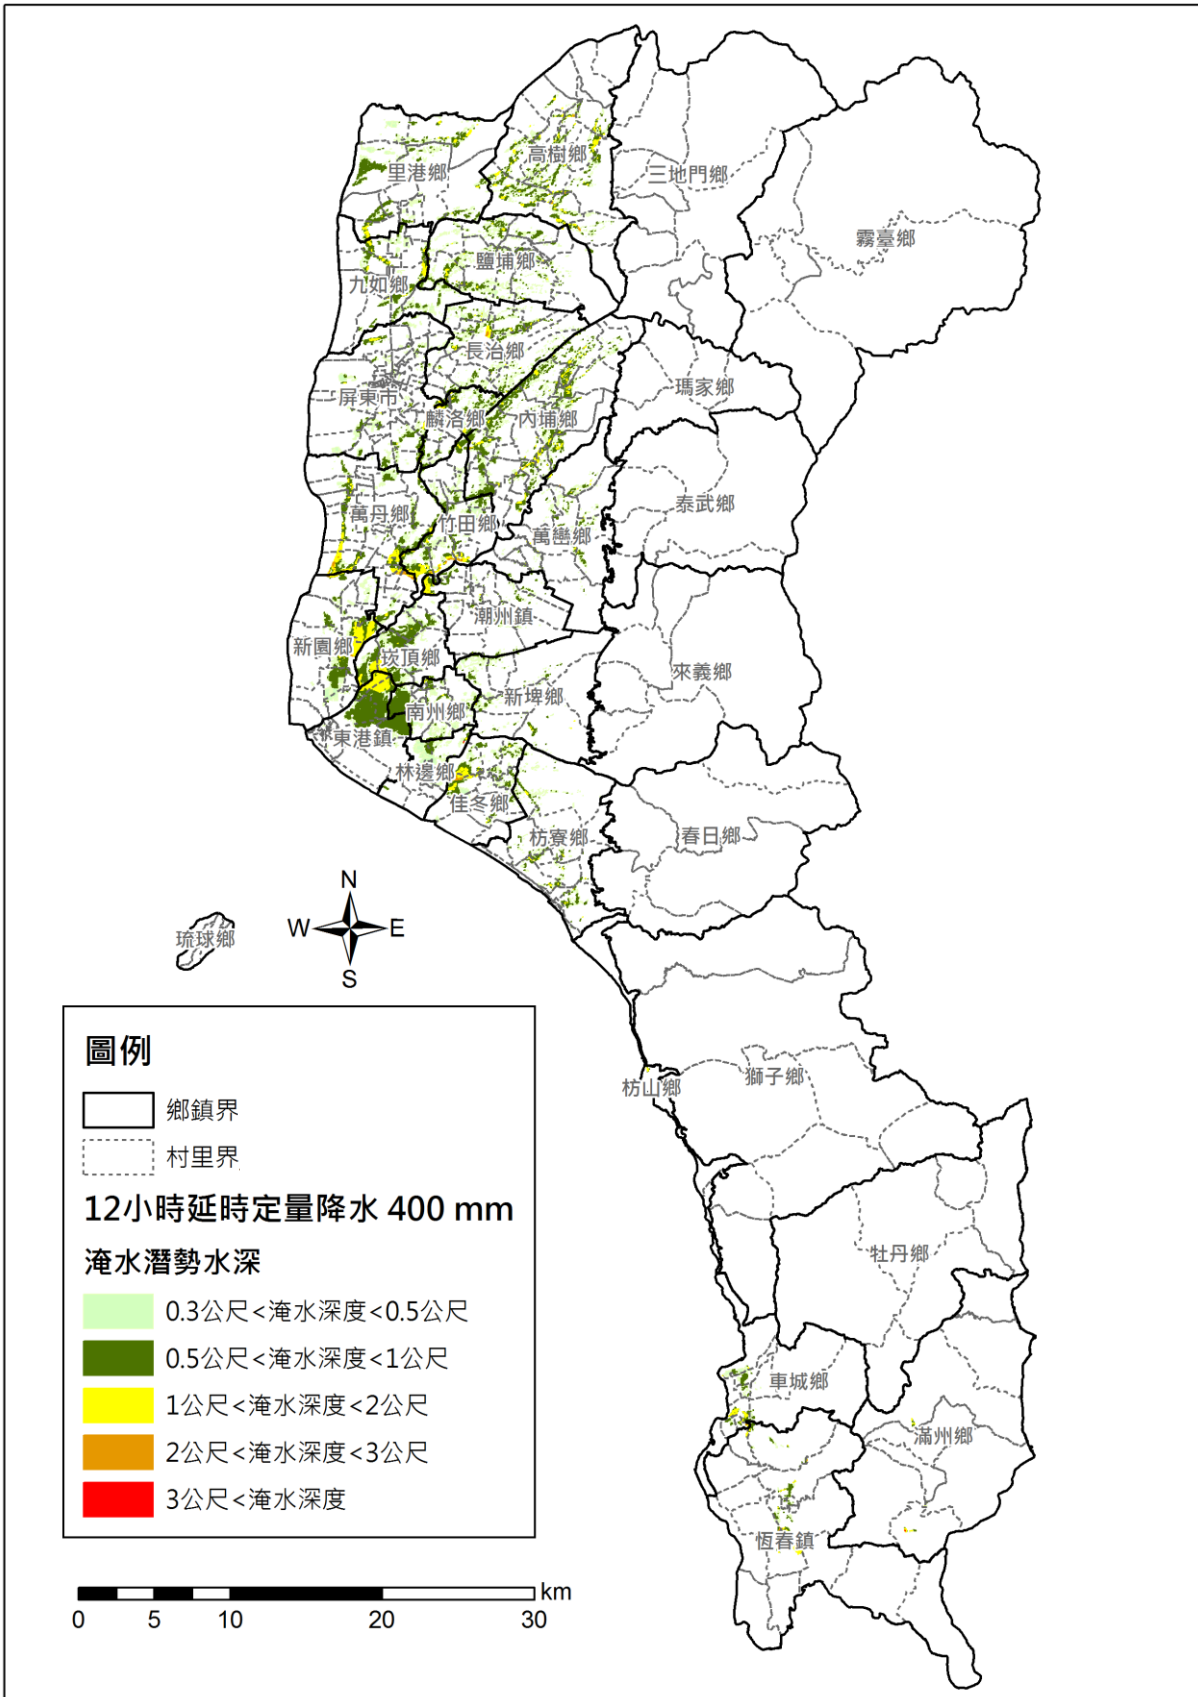 高樹鄉
里港鄉
三地門鄉
霧臺鄉
鹽埔鄉
九如鄉
長治鄉
瑪家鄉
屏東市
麟洛鄉
內埔鄉
泰武鄉
萬丹鄉
竹田鄉
萬巒鄉
潮州鎮
新園鄉
崁頂鄉
來義鄉
新埤鄉
南州鄉
東港鎮
林邊鄉
佳冬鄉
枋寮鄉
春日鄉
N
W
E
S
琉球鄉
枋山鄉
獅子鄉
牡丹鄉
車城鄉
滿州鄉
恆春鎮
圖例
鄉鎮界
村里界
12小時延時定量降水 400 mm
淹水潛勢水深
0.3公尺<淹水深度<0.5公尺
0.5公尺<淹水深度<1公尺
1公尺<淹水深度<2公尺
2公尺<淹水深度<3公尺
3公尺<淹水深度
km
0 5 10 20 30